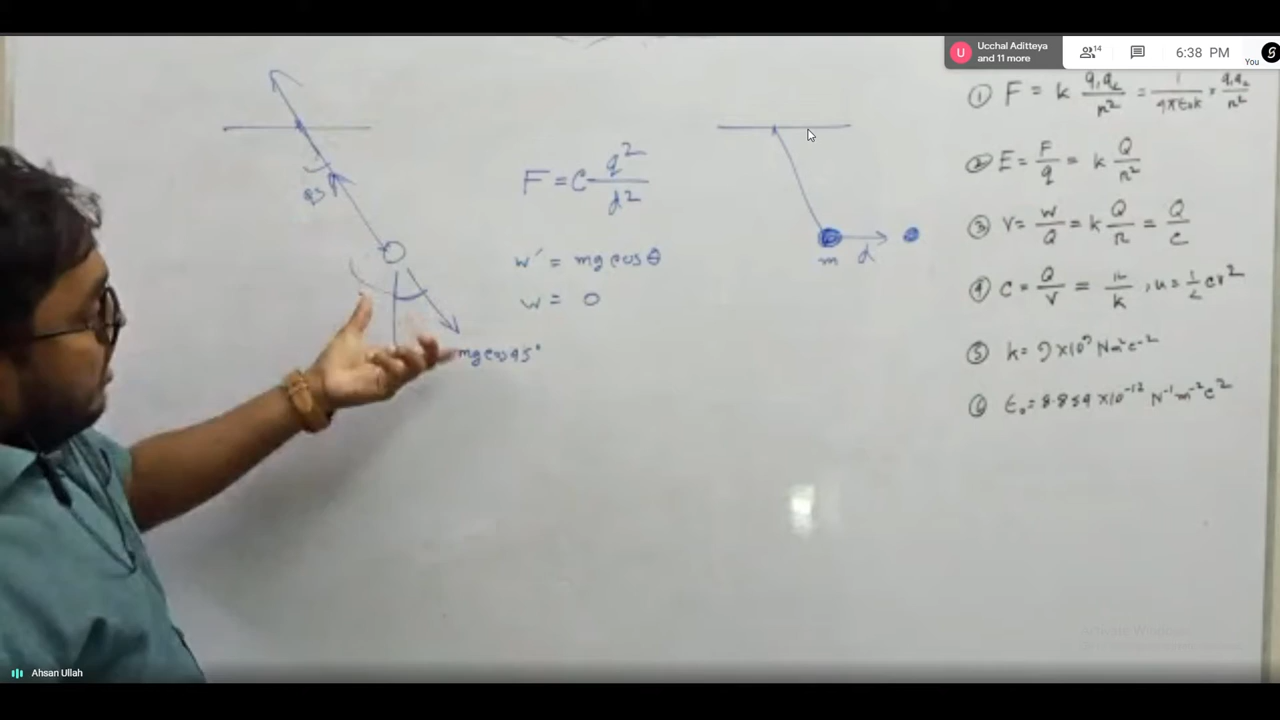 Ucchal Aditteya
and 11 more
14
6:38 PM
You
45
F = C q²/d²
w′ = mg cos θ
w = 0
mg cos 45°
m d
① F = k q₁q₂/r² = 1/4πε₀k × q₁q₂/r²
② E = F/q = k Q/r²
③ V = W/Q = k Q/r = Q/C
④ C = Q/V = r/k , u = ½ cv²
⑤ k = 9 × 10⁹ Nm²c⁻²
⑥ ε₀ = 8.854 × 10⁻¹² N⁻¹m⁻²c²
Activate Windows
Ahsan Ullah